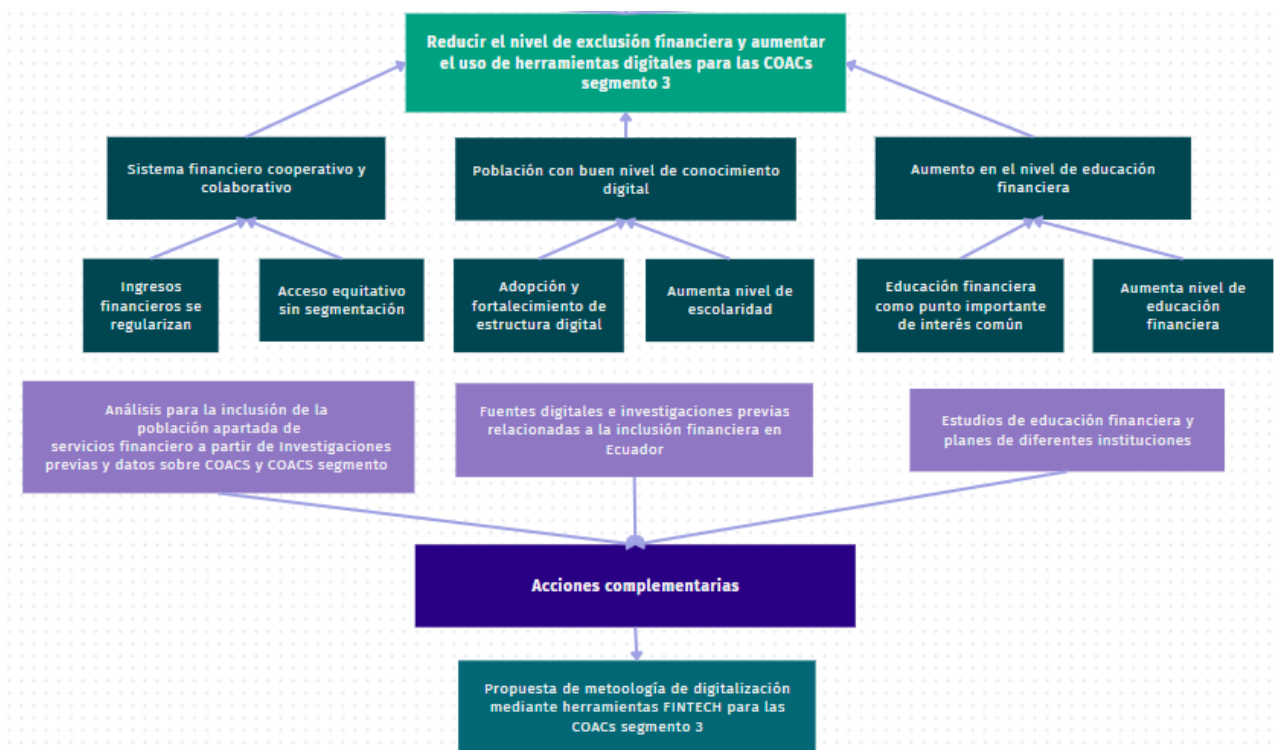 Reducir el nivel de exclusión financiera y aumentar
el uso de herramientas digitales para las COACs
segmento 3
Sistema financiero cooperativo y
colaborativo
Población con buen nivel de conocimiento
digital
Aumento en el nivel de educación
financiera
Ingresos
financieros se
regularizan
Acceso equitativo
sin segmentación
Adopción y
fortalecimiento de
estructura digital
Aumenta nivel de
escolaridad
Educación financiera
como punto importante
de interés común
Aumenta nivel de
educación
financiera
Análisis para la inclusión de la
población apartada de
servicios financiero a partir de Investigaciones
previas y datos sobre COACS y COACS segmento
Fuentes digitales e investigaciones previas
relacionadas a la inclusión financiera en
Ecuador
Estudios de educación financiera y
planes de diferentes instituciones
Acciones complementarias
Propuesta de metoología de digitalización
mediante herramientas FINTECH para las
COACs segmento 3